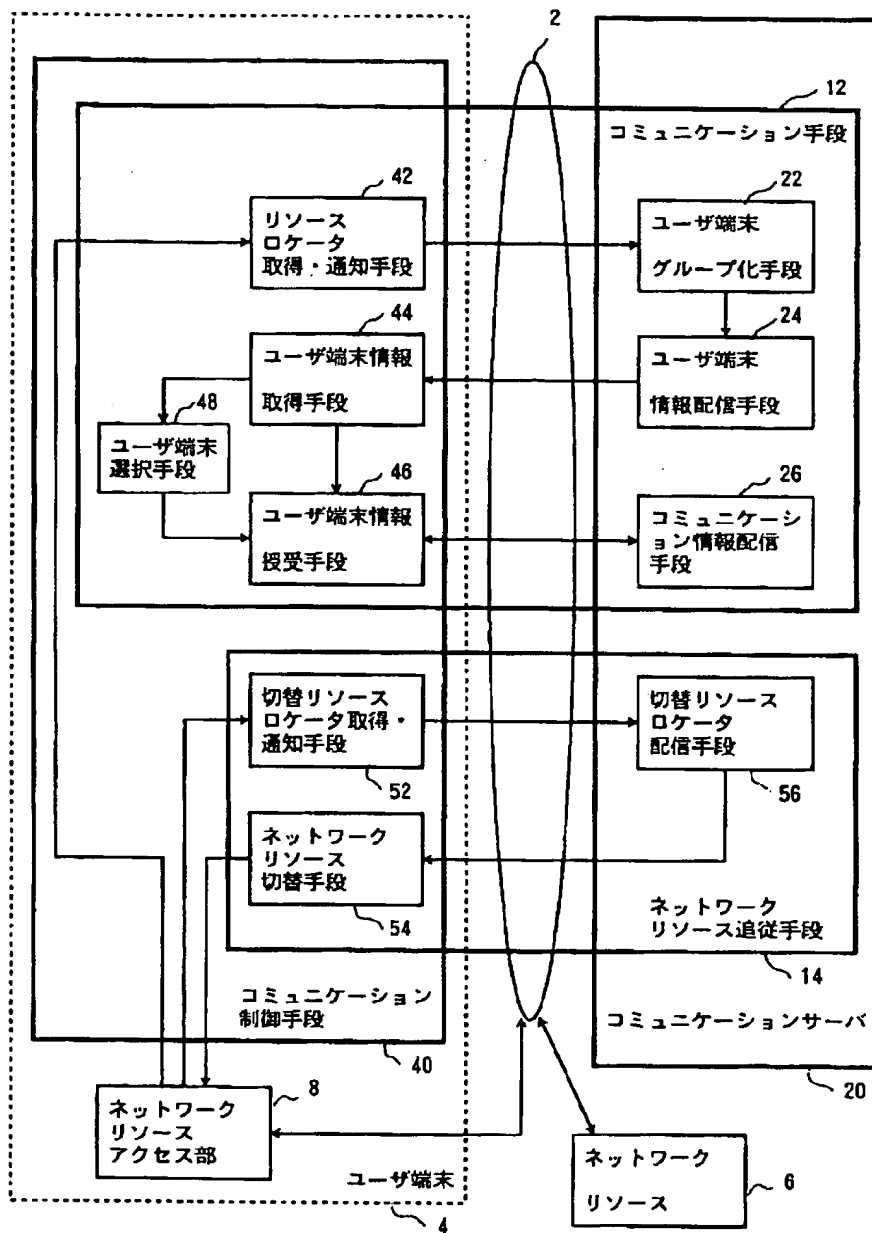 2
12
コミュニケーション手段
42
リソース
ロケータ
取得・通知手段
22
ユーザ端末
グループ化手段
44
ユーザ端末情報
取得手段
24
ユーザ端末
情報配信手段
48
ユーザ端末
選択手段
46
ユーザ端末情報
授受手段
26
コミュニケーシ
ョン情報配信
手段
切替リソース
ロケータ取得・
通知手段
52
切替リソース
ロケータ
配信手段
56
ネットワーク
リソース
切替手段
54
ネットワーク
リソース追従手段
14
コミュニケーション
制御手段
40
コミュニケーションサーバ
20
8
ネットワーク
リソース
アクセス部
ユーザ端末
4
ネットワーク
リソース
6